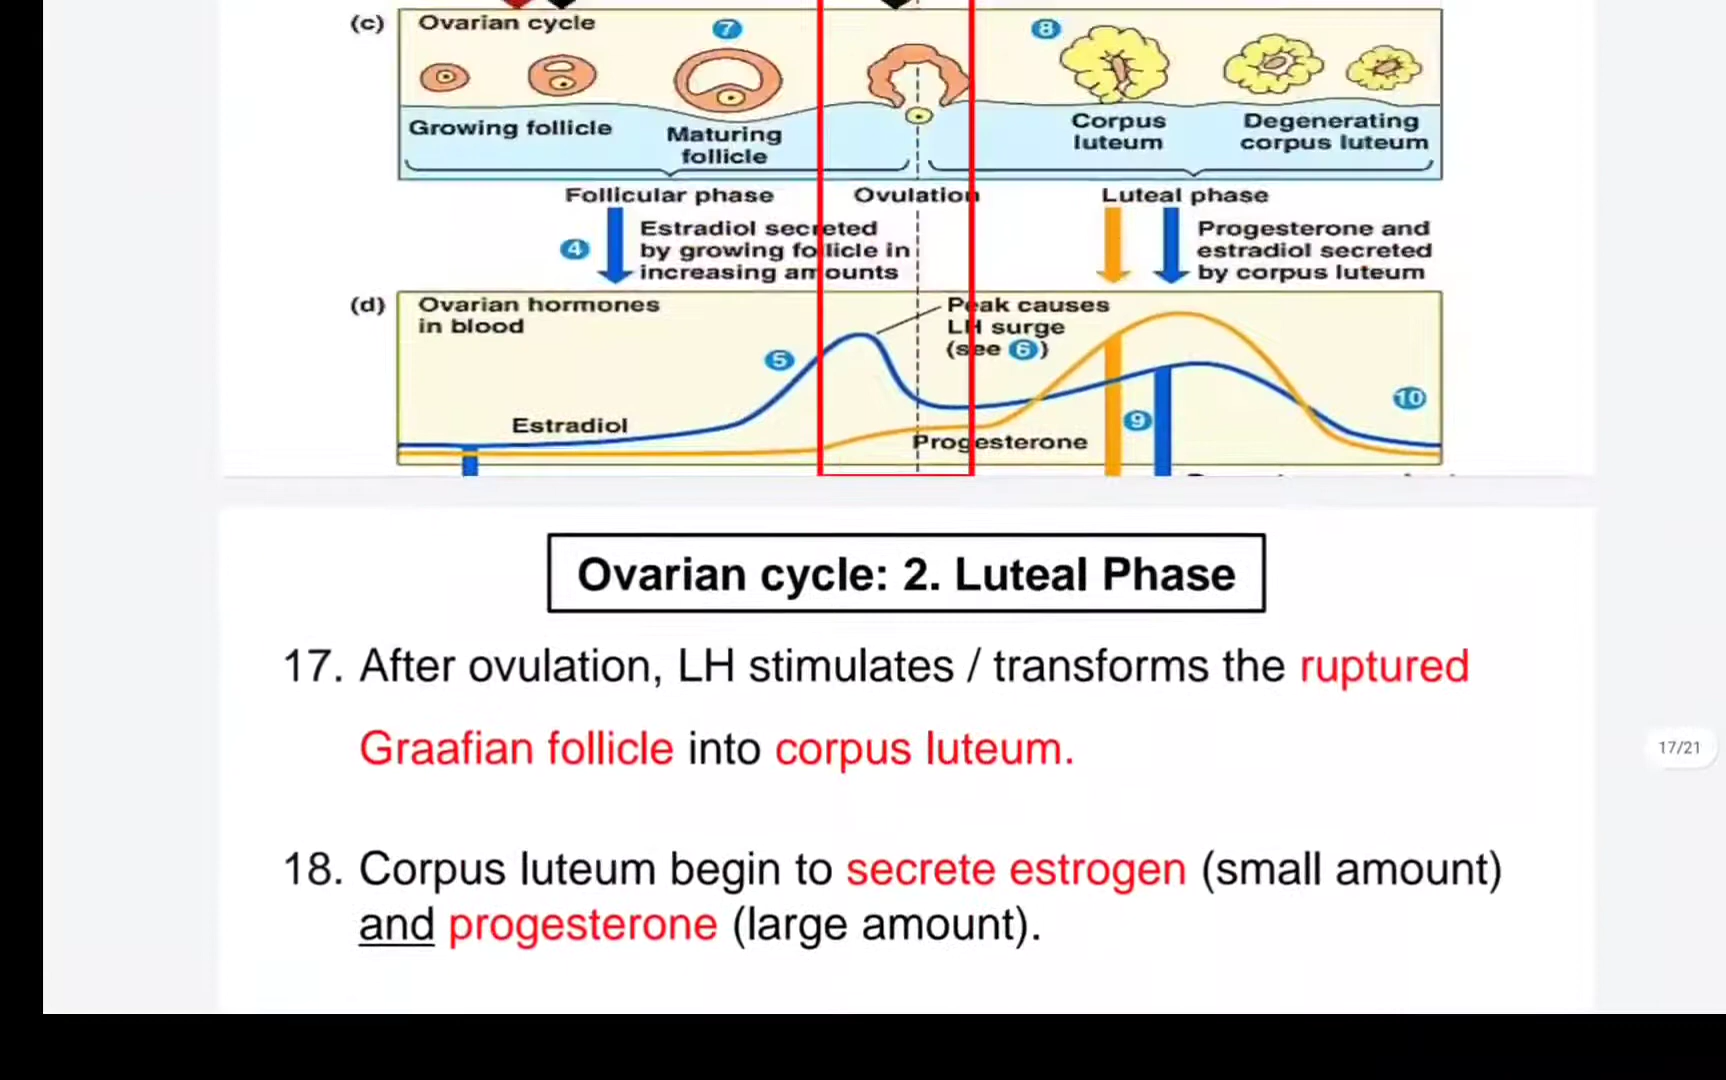 (c) Ovarian cycle 7 8
Growing follicle
Maturing
follicle
Corpus
luteum
Degenerating
corpus luteum
Follicular phase Ovulation Luteal phase
4 Estradiol secreted
by growing follicle in
increasing amounts
Progesterone and
estradiol secreted
by corpus luteum
(d) Ovarian hormones
in blood
Peak causes
LH surge
(see 6)
5
10
9
Estradiol
Progesterone
Ovarian cycle: 2. Luteal Phase
17. After ovulation, LH stimulates / transforms the ruptured
Graafian follicle into corpus luteum.
17/21
18. Corpus luteum begin to secrete estrogen (small amount)
and progesterone (large amount).